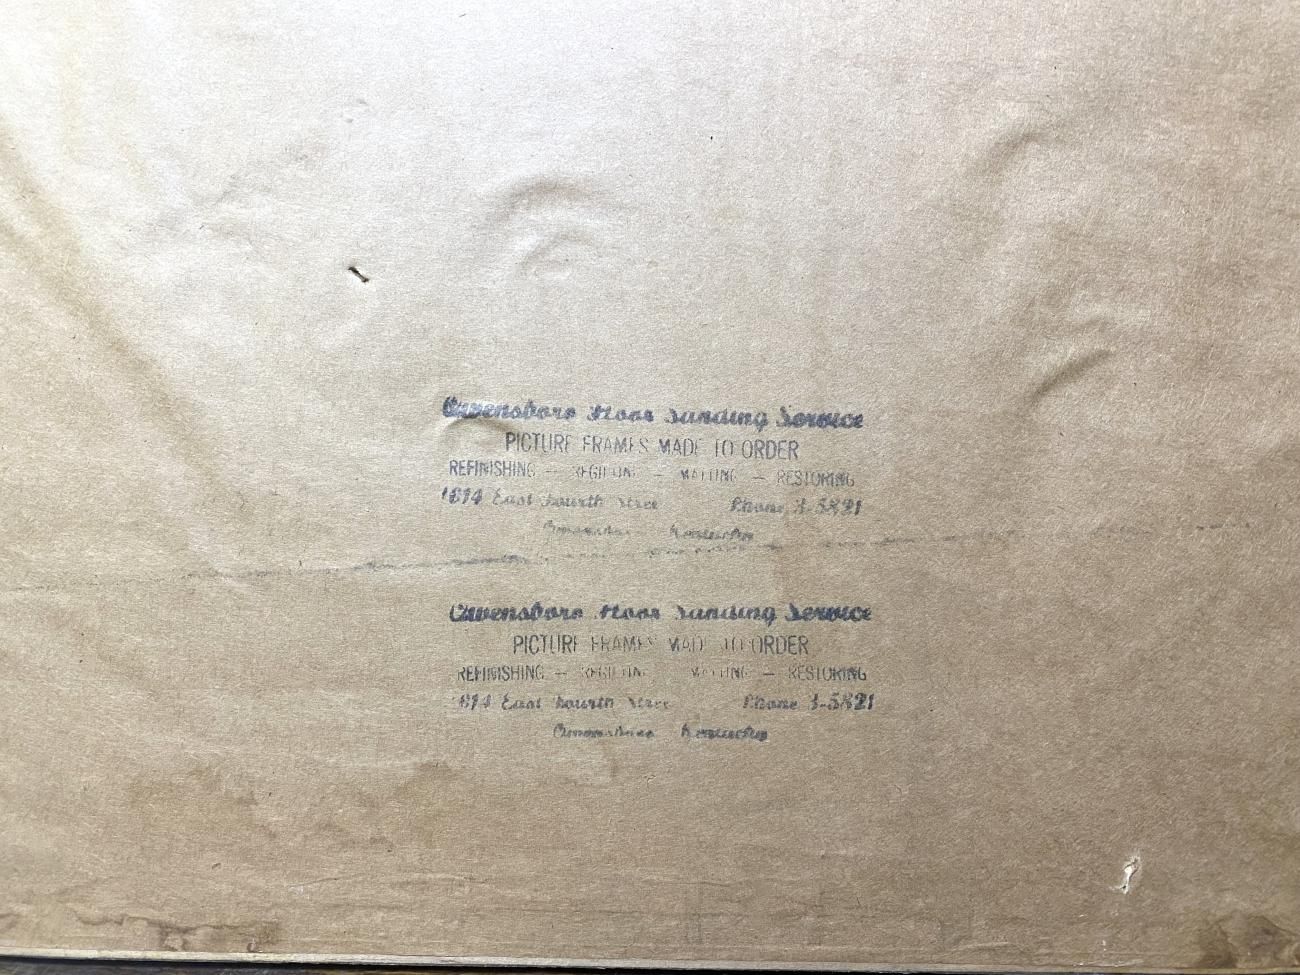 Owensboro Floor Sanding Service
PICTURE FRAMES MADE TO ORDER
REFINISHING — REGILDING — MATTING — RESTORING
1814 East Fourth Street Phone 3-5821
Owensboro Kentucky
Owensboro Floor Sanding Service
PICTURE FRAMES MADE TO ORDER
REFINISHING — REGILDING MATTING — RESTORING
East Fourth Street Phone 3-5821
Owensboro Kentucky